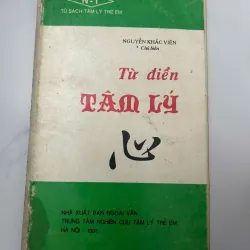 N-T
TỦ SÁCH TÂM LÝ TRẺ EM
NGUYỄN KHẮC VIỆN
Chủ biên
Từ điển
TÂM LÝ
心
NHÀ XUẤT BẢN NGOẠI VĂN
TRUNG TÂM NGHIÊN CỨU TÂM LÝ TRẺ EM
HÀ NỘI